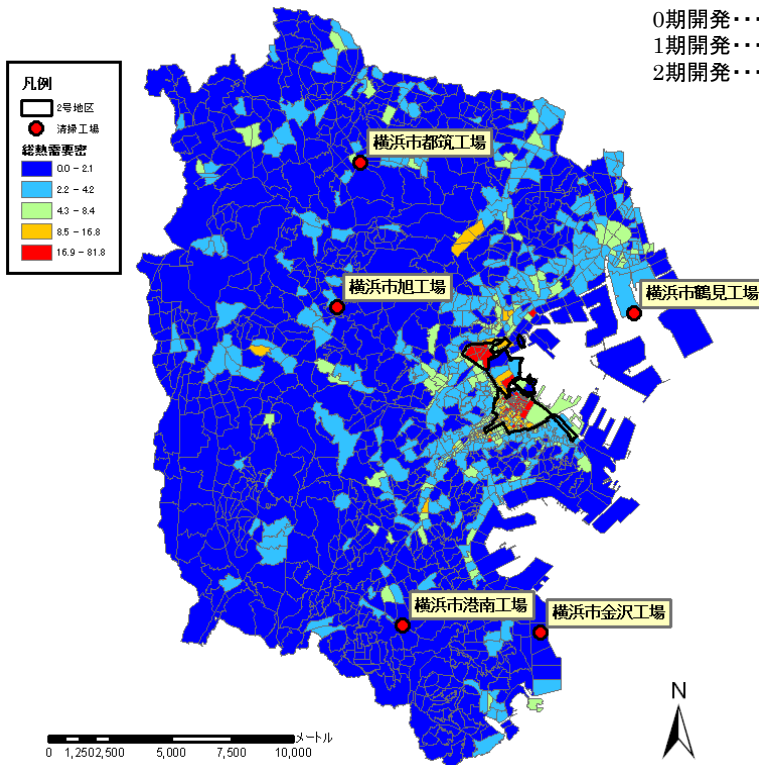 0期開発･･･
1期開発･･･
2期開発･･･
凡例
2号地区
清掃工場
総熱需要密
0.0 - 2.1
2.2 - 4.2
4.3 - 8.4
8.5 - 16.8
16.9 - 81.8
横浜市都筑工場
横浜市旭工場
横浜市鶴見工場
横浜市港南工場
横浜市金沢工場
N
メートル
0 1,250 2,500 5,000 7,500 10,000